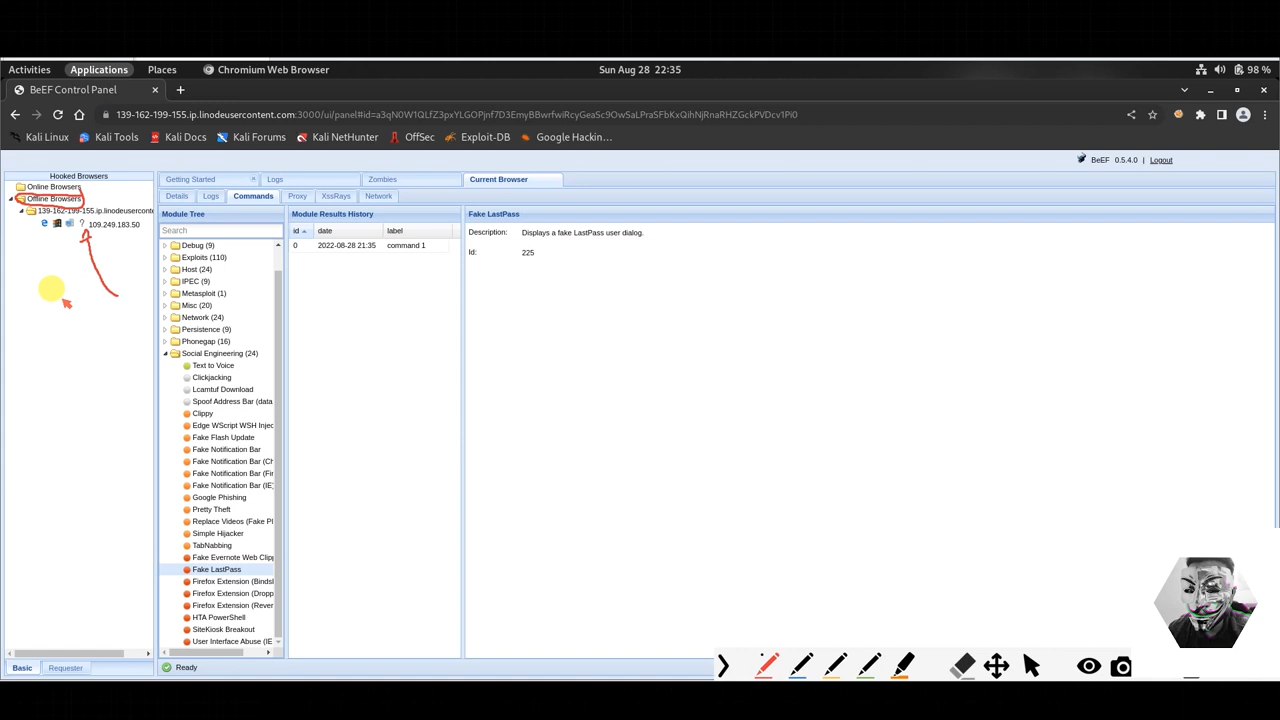 Activities Applications Places Chromium Web Browser Sun Aug 28 22:35 98 %
BeEF Control Panel
139-162-199-155.ip.linodeusercontent.com:3000/ui/panel#id=a3qN0W1QLfZ3pxYLGOPjnf7D3EmyBBwrfwiRcyGeaSc9OwSaLPraSFbKxQihNjRnaRHZGckPVDcv1Pi0
Kali Linux Kali Tools Kali Docs Kali Forums Kali NetHunter OffSec Exploit-DB Google Hackin...
BeEF 0.5.4.0 | Logout
Hooked Browsers
Online Browsers
Offline Browsers
139-162-199-155.ip.linodeuserconte
? 109.249.183.50
Basic Requester
Getting Started Logs Zombies Current Browser
Details Logs Commands Proxy XssRays Network
Module Tree
Search
Debug (9)
Exploits (110)
Host (24)
IPEC (9)
Metasploit (1)
Misc (20)
Network (24)
Persistence (9)
Phonegap (16)
Social Engineering (24)
Text to Voice
Clickjacking
Lcamtuf Download
Spoof Address Bar (data
Clippy
Edge WScript WSH Injec
Fake Flash Update
Fake Notification Bar
Fake Notification Bar (Ch
Fake Notification Bar (Fir
Fake Notification Bar (IE)
Google Phishing
Pretty Theft
Replace Videos (Fake Pl
Simple Hijacker
TabNabbing
Fake Evernote Web Clipp
Fake LastPass
Firefox Extension (Bindsh
Firefox Extension (Dropp
Firefox Extension (Rever
HTA PowerShell
SiteKiosk Breakout
User Interface Abuse (IE
Ready
Module Results History
id date label
0 2022-08-28 21:35 command 1
Fake LastPass
Description: Displays a fake LastPass user dialog.
Id: 225